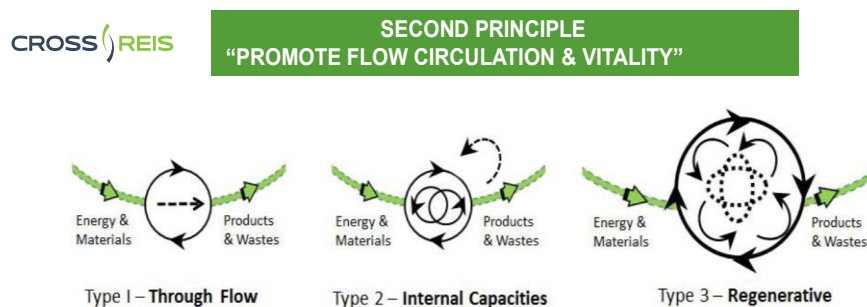 CROSS REIS
SECOND PRINCIPLE
“PROMOTE FLOW CIRCULATION & VITALITY”
Energy &
Materials
Products
& Wastes
Type I – Through Flow
Energy &
Materials
Products
& Wastes
Type 2 – Internal Capacities
Energy &
Materials
Products
& Wastes
Type 3 – Regenerative